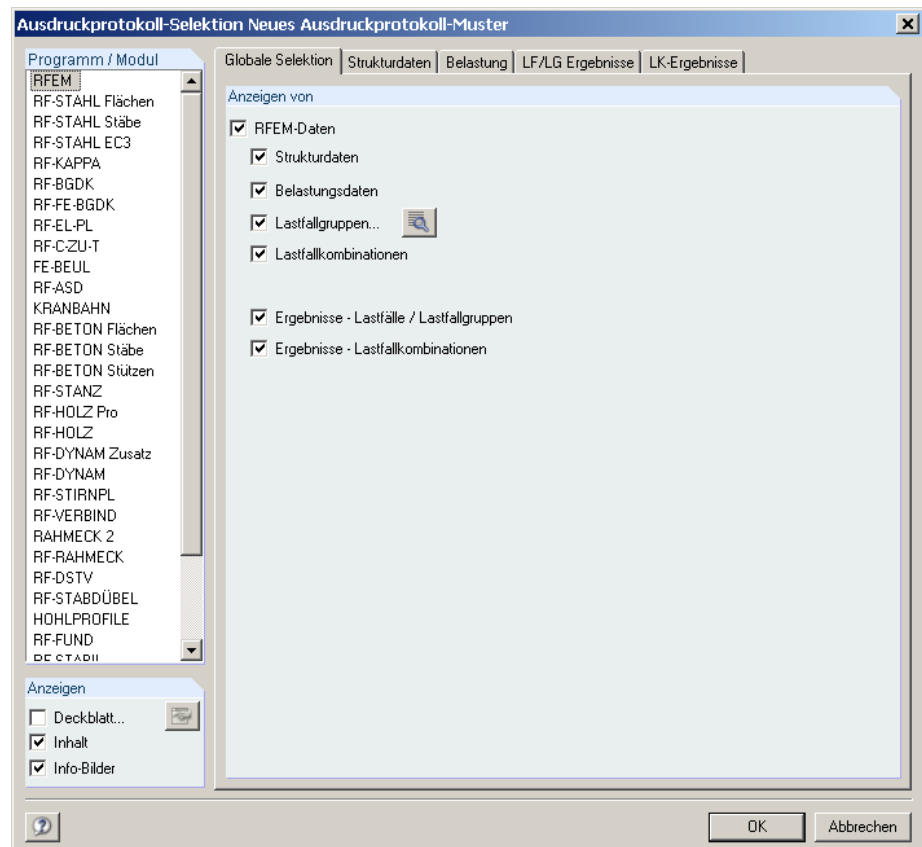 Ausdruckprotokoll-Selektion Neues Ausdruckprotokoll-Muster
Programm / Modul
RFEM
RF-STAHL Flächen
RF-STAHL Stäbe
RF-STAHL EC3
RF-KAPPA
RF-BGDK
RF-FE-BGDK
RF-EL-PL
RF-C-ZU-T
FE-BEUL
RF-ASD
KRANBAHN
RF-BETON Flächen
RF-BETON Stäbe
RF-BETON Stützen
RF-STANZ
RF-HOLZ Pro
RF-HOLZ
RF-DYNAM Zusatz
RF-DYNAM
RF-STIRNPL
RF-VERBIND
RAHMECK 2
RF-RAHMECK
RF-DSTV
RF-STABDÜBEL
HOHLPROFILE
RF-FUND
RF-STABIL
Anzeigen
Deckblatt...
Inhalt
Info-Bilder
Globale Selektion Strukturdaten Belastung LF/LG Ergebnisse LK-Ergebnisse
Anzeigen von
RFEM-Daten
Strukturdaten
Belastungsdaten
Lastfallgruppen...
Lastfallkombinationen
Ergebnisse - Lastfälle / Lastfallgruppen
Ergebnisse - Lastfallkombinationen
OK Abbrechen